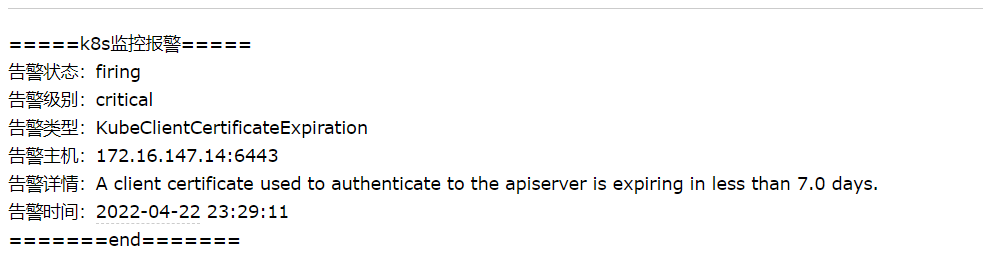 =====k8s监控报警=====
告警状态：firing
告警级别：critical
告警类型：KubeClientCertificateExpiration
告警主机：172.16.147.14:6443
告警详情：A client certificate used to authenticate to the apiserver is expiring in less than 7.0 days.
告警时间：2022-04-22 23:29:11
=======end=======